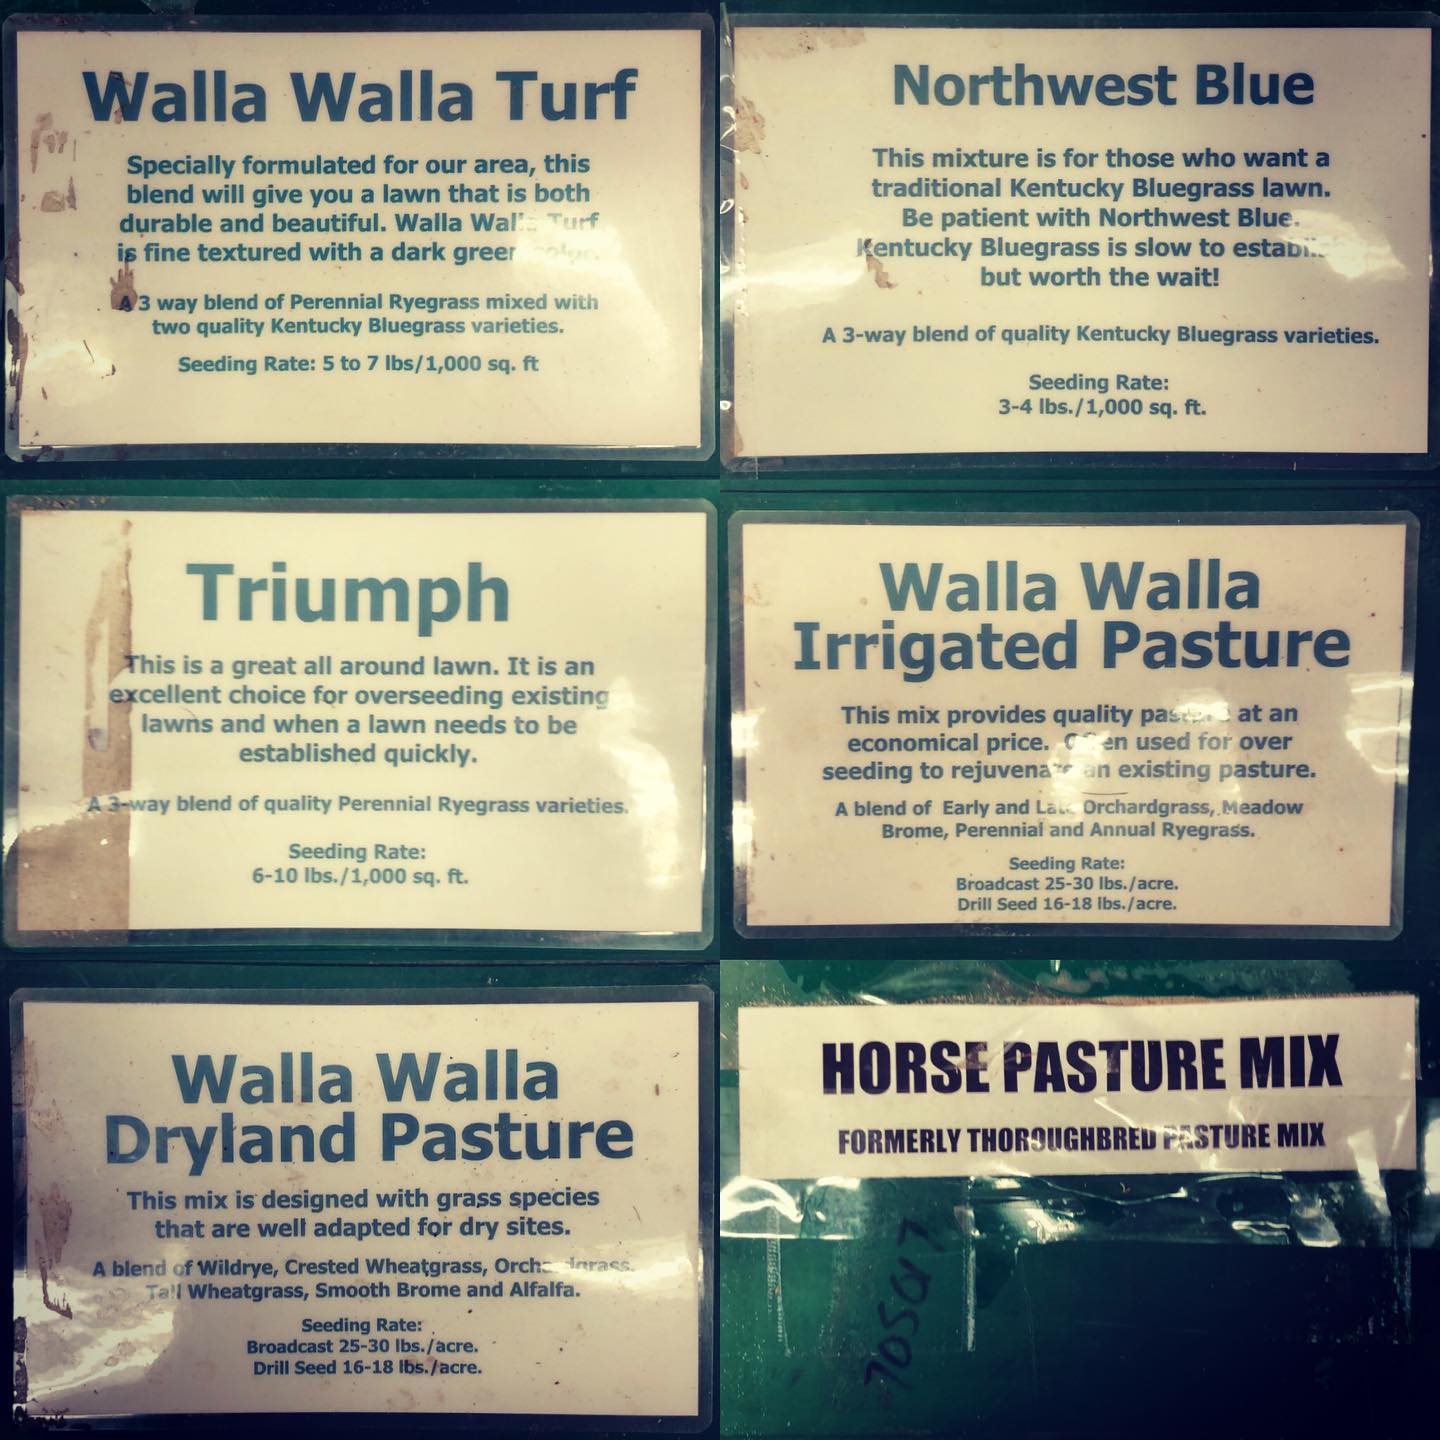 Walla Walla Turf
Specially formulated for our area, this
blend will give you a lawn that is both
durable and beautiful. Walla Walla Turf
is fine textured with a dark green color.
A 3 way blend of Perennial Ryegrass mixed with
two quality Kentucky Bluegrass varieties.
Seeding Rate: 5 to 7 lbs/1,000 sq. ft
Northwest Blue
This mixture is for those who want a
traditional Kentucky Bluegrass lawn.
Be patient with Northwest Blue.
Kentucky Bluegrass is slow to establish
but worth the wait!
A 3-way blend of quality Kentucky Bluegrass varieties.
Seeding Rate:
3-4 lbs./1,000 sq. ft.
Triumph
This is a great all around lawn. It is an
excellent choice for overseeding existing
lawns and when a lawn needs to be
established quickly.
A 3-way blend of quality Perennial Ryegrass varieties.
Seeding Rate:
6-10 lbs./1,000 sq. ft.
Walla Walla
Irrigated Pasture
This mix provides quality pasture at an
economical price. Often used for over
seeding to rejuvenate an existing pasture.
A blend of Early and Late Orchardgrass, Meadow
Brome, Perennial and Annual Ryegrass.
Seeding Rate:
Broadcast 25-30 lbs./acre.
Drill Seed 16-18 lbs./acre.
Walla Walla
Dryland Pasture
This mix is designed with grass species
that are well adapted for dry sites.
A blend of Wildrye, Crested Wheatgrass, Orchardgrass,
Tall Wheatgrass, Smooth Brome and Alfalfa.
Seeding Rate:
Broadcast 25-30 lbs./acre.
Drill Seed 16-18 lbs./acre.
HORSE PASTURE MIX
FORMERLY THOROUGHBRED PASTURE MIX